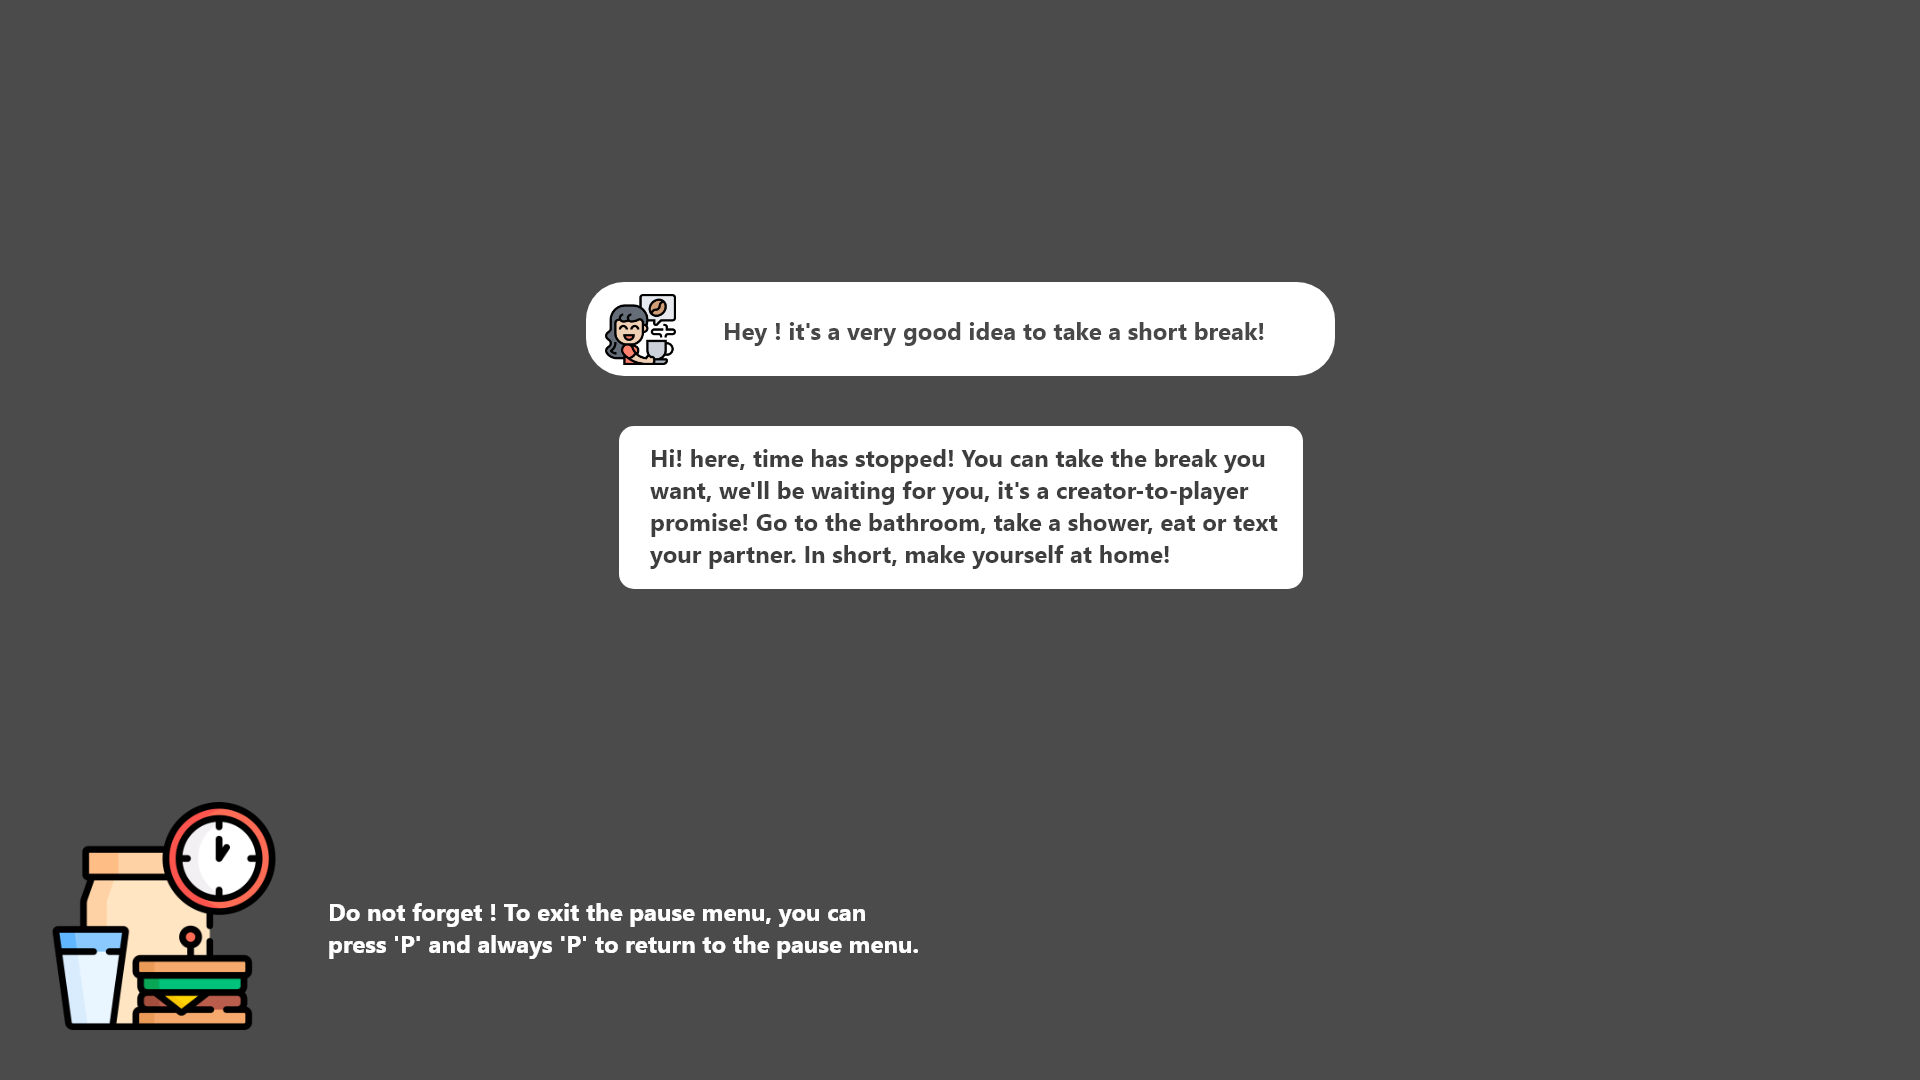 Hey ! it's a very good idea to take a short break!
Hi! here, time has stopped! You can take the break you
want, we'll be waiting for you, it's a creator-to-player
promise! Go to the bathroom, take a shower, eat or text
your partner. In short, make yourself at home!
Do not forget ! To exit the pause menu, you can
press 'P' and always 'P' to return to the pause menu.